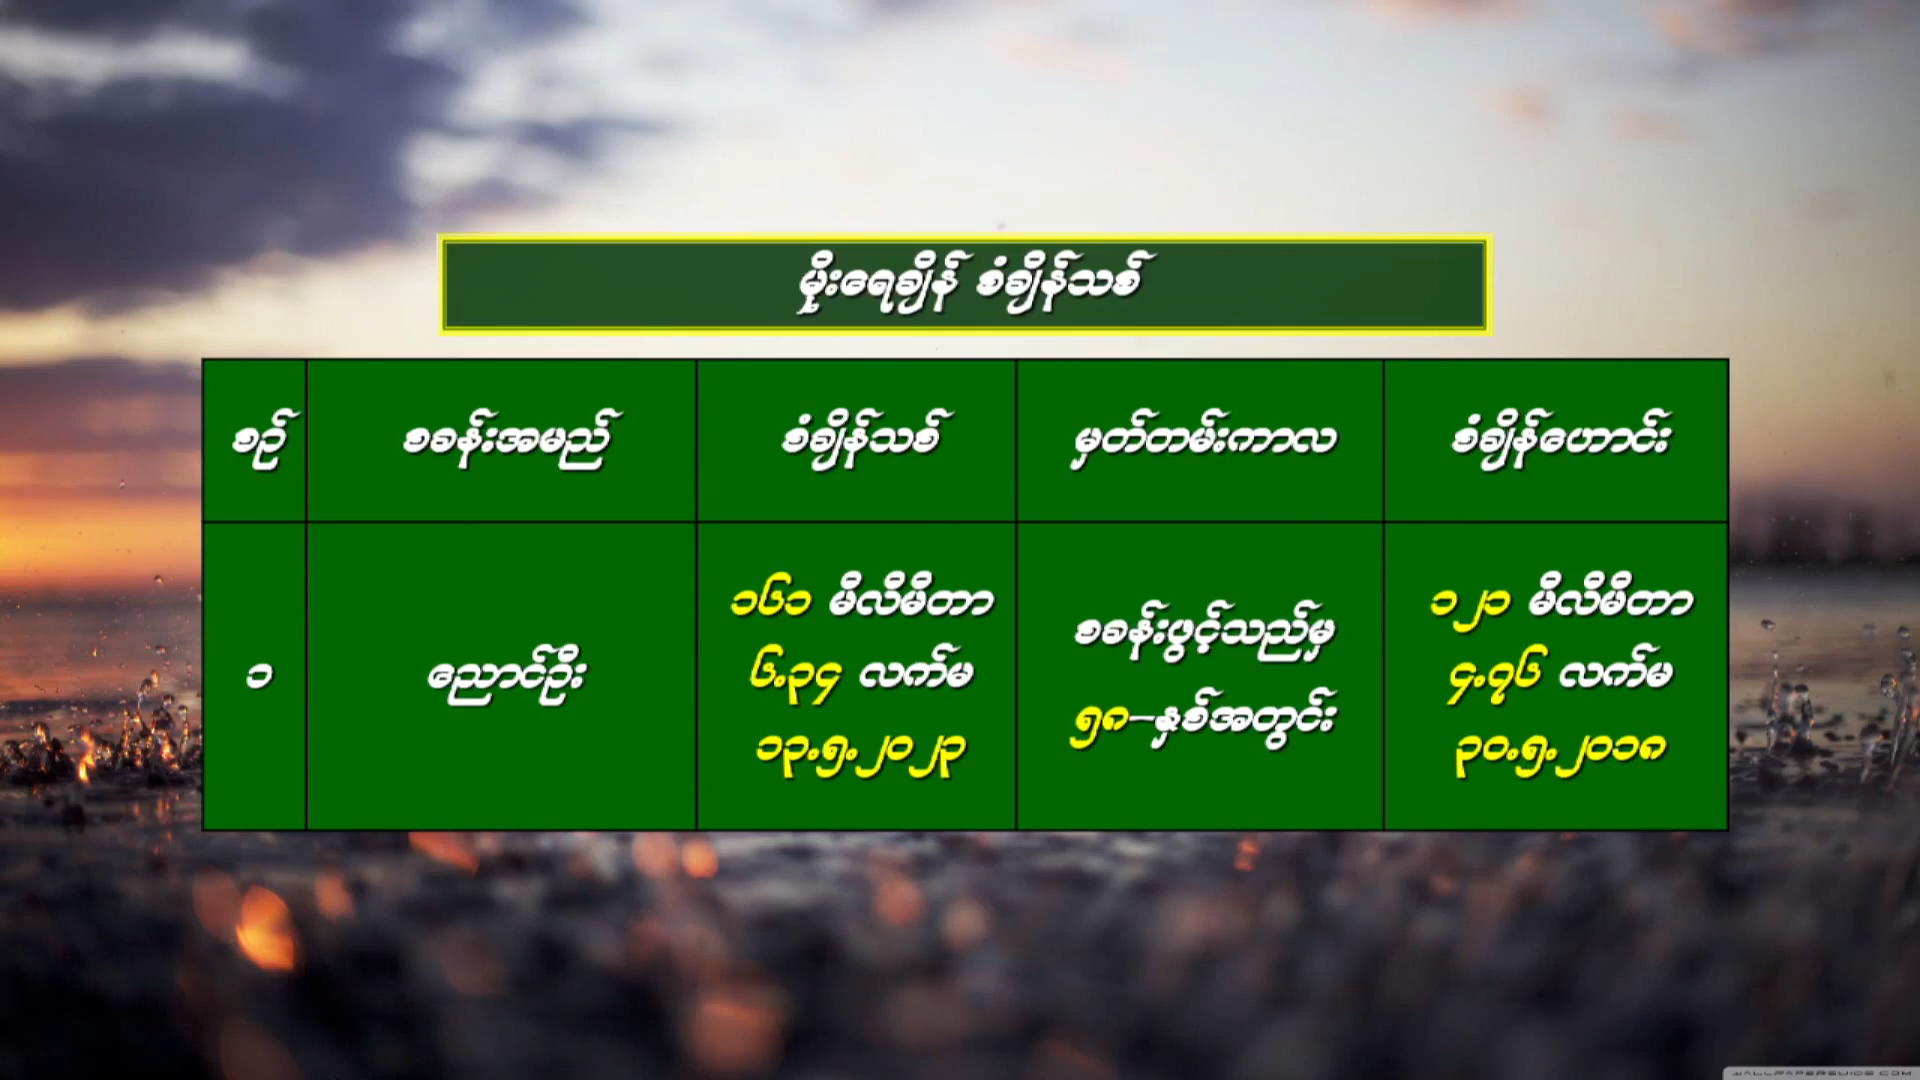 မိုးရေချိန် စံချိန်သစ်
စဉ်
စခန်းအမည်
စံချိန်သစ်
မှတ်တမ်းကာလ
စံချိန်ဟောင်း
၁
ညောင်ဦး
၁၆၁ မီလီမီတာ
၆.၃၄ လက်မ
၁၃.၅.၂၀၂၃
စခန်းဖွင့်သည်မှ
၅၈-နှစ်အတွင်း
၁၂၁ မီလီမီတာ
၄.၇၆ လက်မ
၃၀.၅.၂၀၁၈
WALLPAPERSWIDE.COM